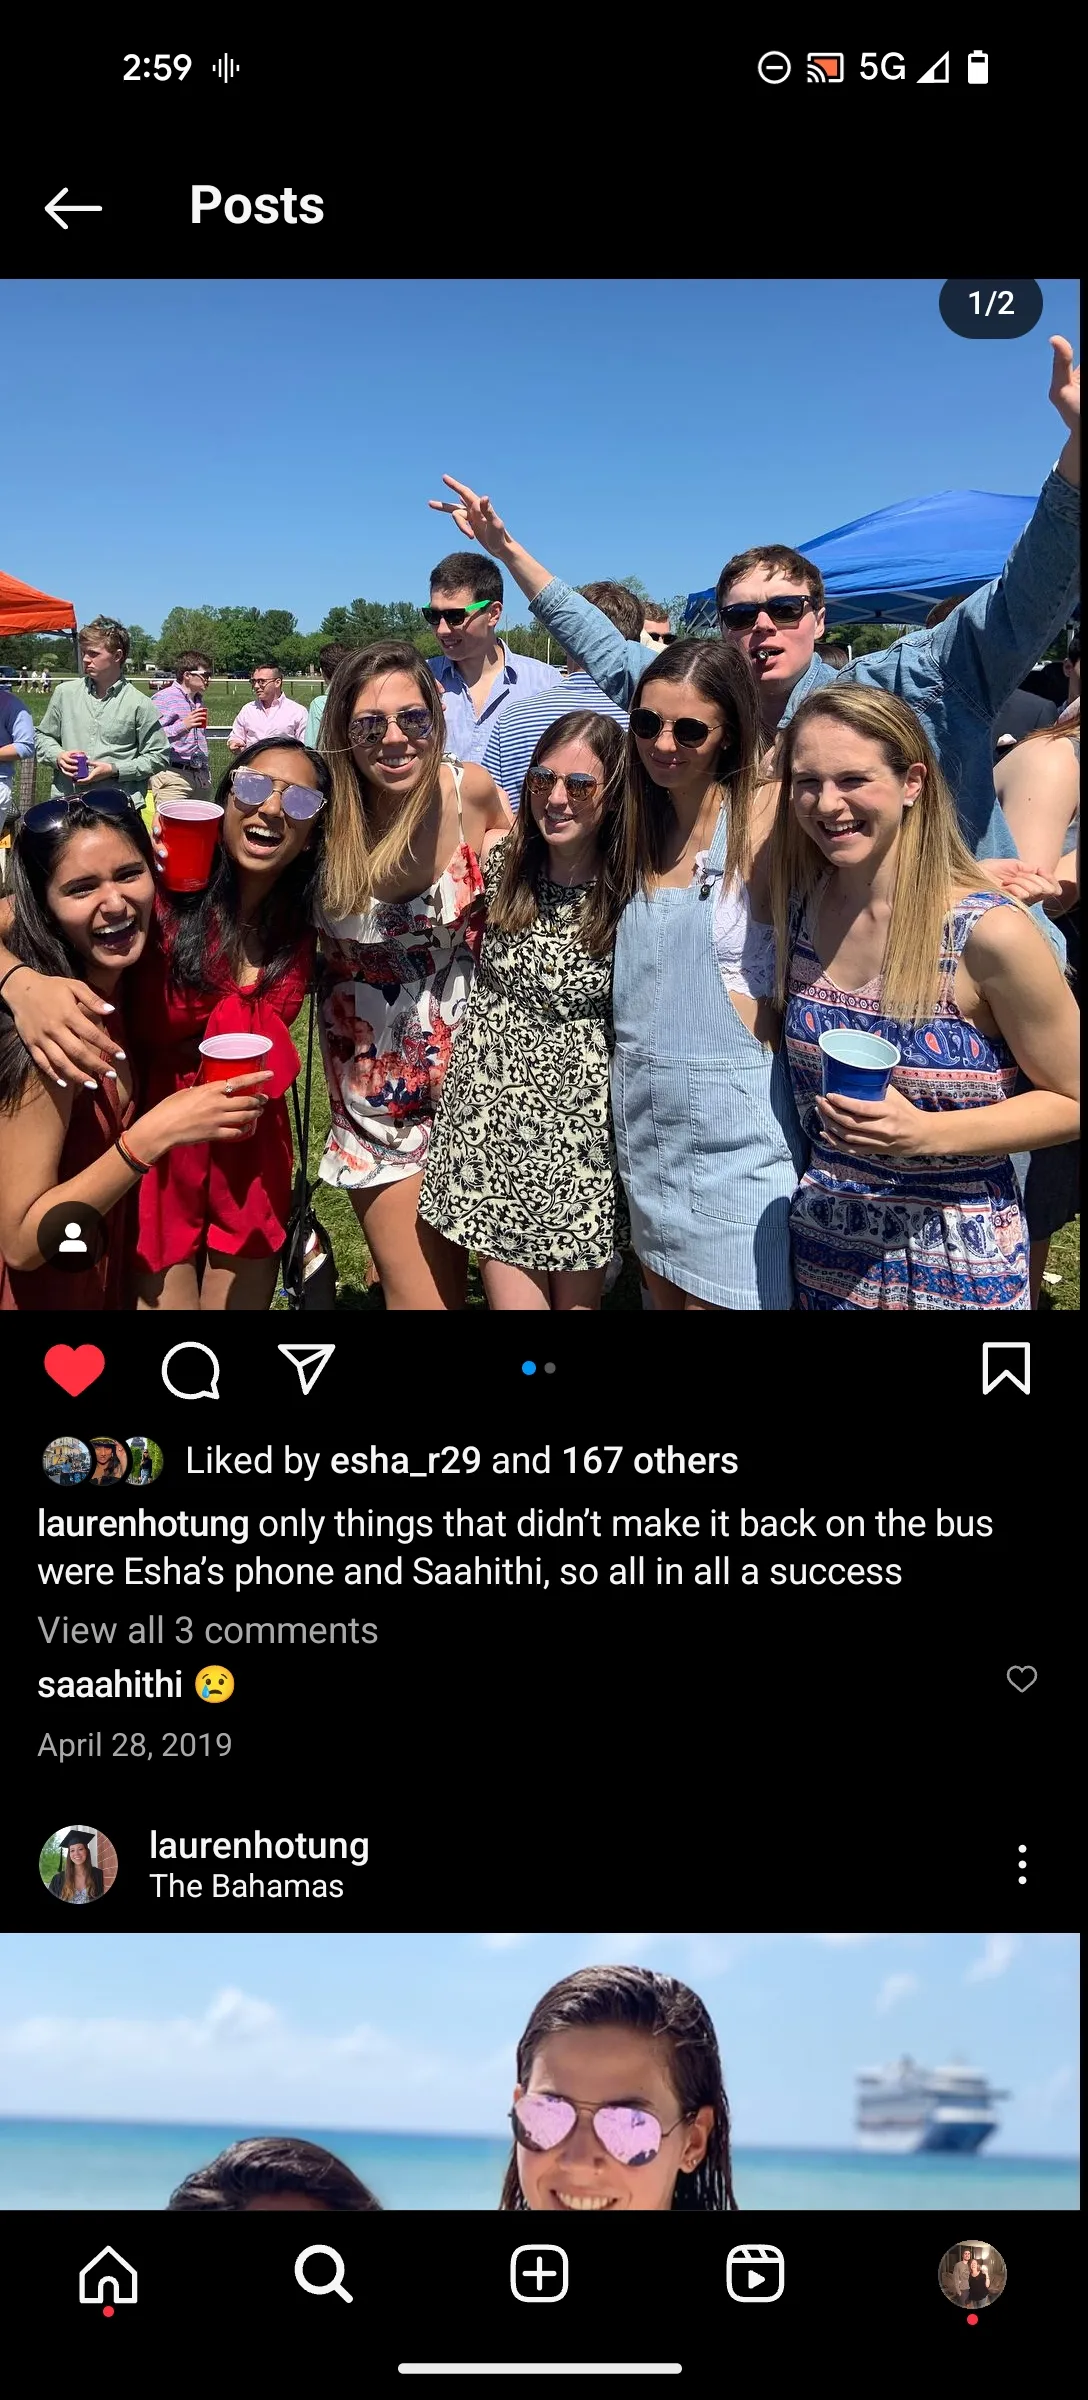 2:59
5G
Posts
1/2
Liked by esha_r29 and 167 others
laurenhotung only things that didn’t make it back on the bus
were Esha’s phone and Saahithi, so all in all a success
View all 3 comments
saaahithi 😢
April 28, 2019
laurenhotung
The Bahamas